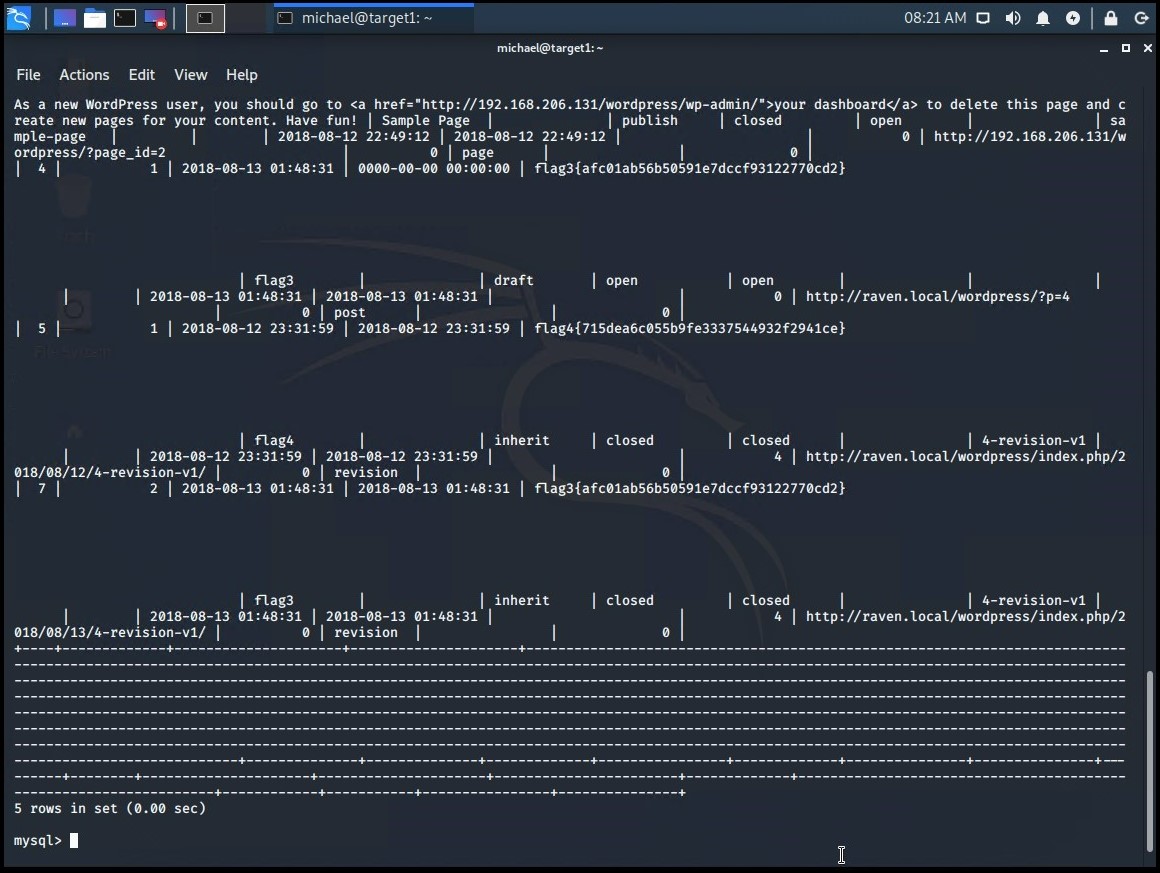 michael@target1: ~
08:21 AM
michael@target1: ~
File Actions Edit View Help
As a new WordPress user, you should go to <a href="http://192.168.206.131/wordpress/wp-admin/">your dashboard</a> to delete this page and c
reate new pages for your content. Have fun! | Sample Page | | publish | closed | open | | sa
mple-page | | | 2018-08-12 22:49:12 | 2018-08-12 22:49:12 | | 0 | http://192.168.206.131/w
ordpress/?page_id=2 | 0 | page | | 0 |
| 4 | 1 | 2018-08-13 01:48:31 | 0000-00-00 00:00:00 | flag3{afc01ab56b50591e7dccf93122770cd2}
| flag3 | | draft | open | open | | |
| | 2018-08-13 01:48:31 | 2018-08-13 01:48:31 | | 0 | http://raven.local/wordpress/?p=4
| 0 | post | | 0 |
| 5 | 1 | 2018-08-12 23:31:59 | 2018-08-12 23:31:59 | flag4{715dea6c055b9fe3337544932f2941ce}
| flag4 | | inherit | closed | closed | | 4-revision-v1 |
| | 2018-08-12 23:31:59 | 2018-08-12 23:31:59 | | 4 | http://raven.local/wordpress/index.php/2
018/08/12/4-revision-v1/ | 0 | revision | | 0 |
| 7 | 2 | 2018-08-13 01:48:31 | 2018-08-13 01:48:31 | flag3{afc01ab56b50591e7dccf93122770cd2}
| flag3 | | inherit | closed | closed | | 4-revision-v1 |
| | 2018-08-13 01:48:31 | 2018-08-13 01:48:31 | | 4 | http://raven.local/wordpress/index.php/2
018/08/13/4-revision-v1/ | 0 | revision | | 0 |
5 rows in set (0.00 sec)
mysql>